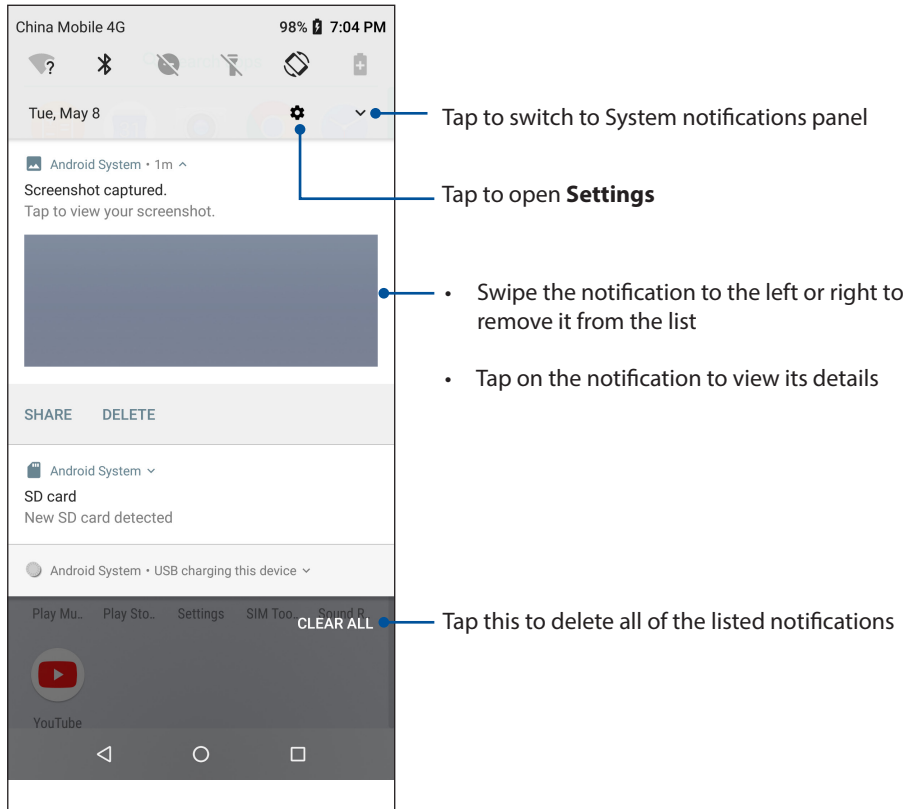 China Mobile 4G 98% 7:04 PM
?
Tue, May 8
Tap to switch to System notifications panel
Android System • 1m
Screenshot captured.
Tap to view your screenshot.
Tap to open Settings
• Swipe the notification to the left or right to
remove it from the list
• Tap on the notification to view its details
SHARE DELETE
Android System
SD card
New SD card detected
Android System • USB charging this device
Play Mu.. Play Sto.. Settings SIM Too.. Sound R..
CLEAR ALL
Tap this to delete all of the listed notifications
YouTube